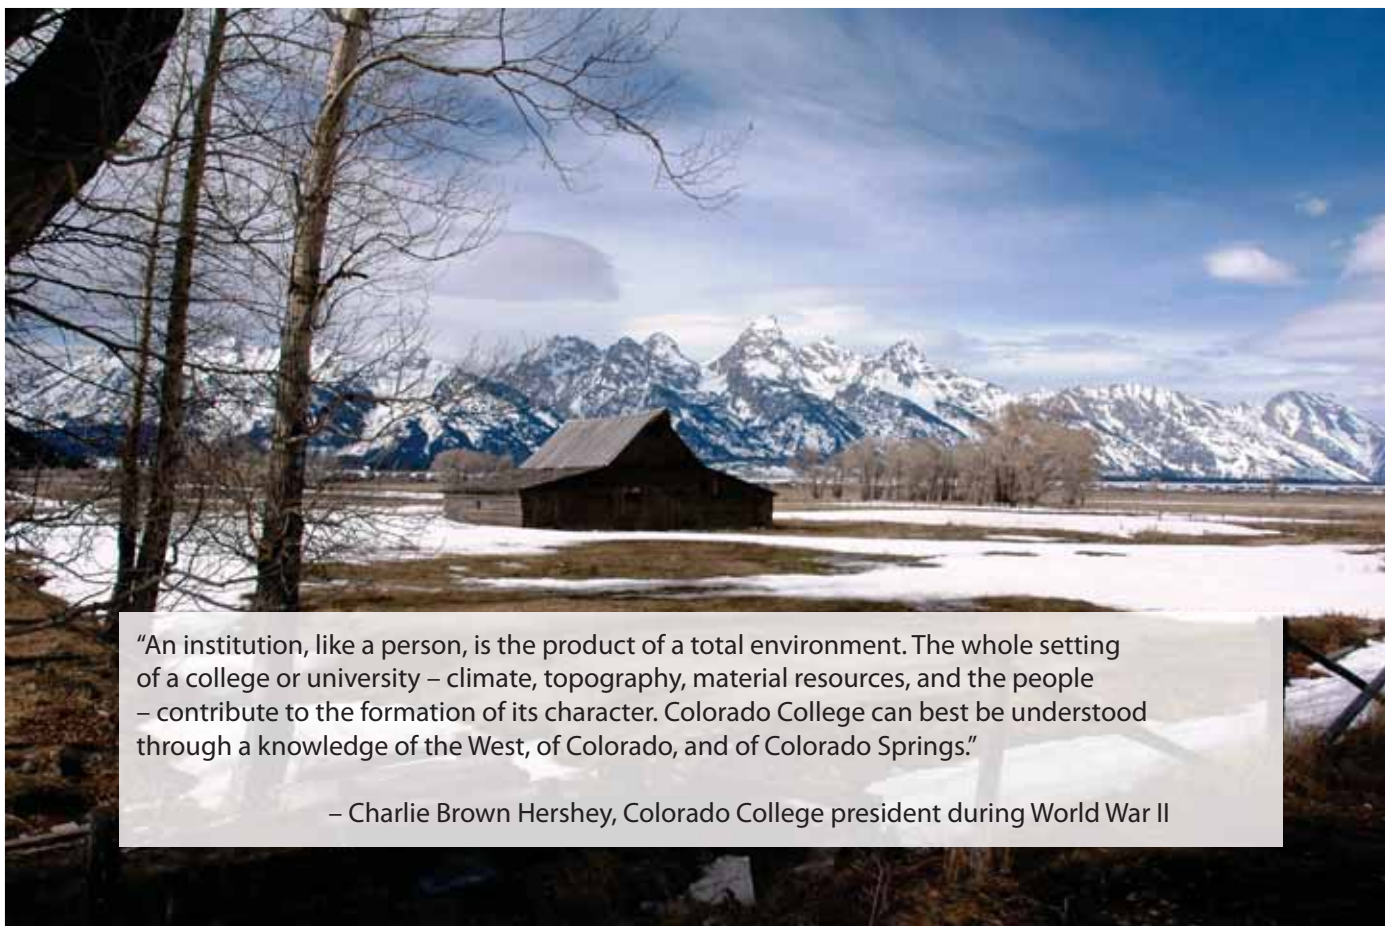 “An institution, like a person, is the product of a total environment. The whole setting
of a college or university – climate, topography, material resources, and the people
– contribute to the formation of its character. Colorado College can best be understood
through a knowledge of the West, of Colorado, and of Colorado Springs.”
– Charlie Brown Hershey, Colorado College president during World War II